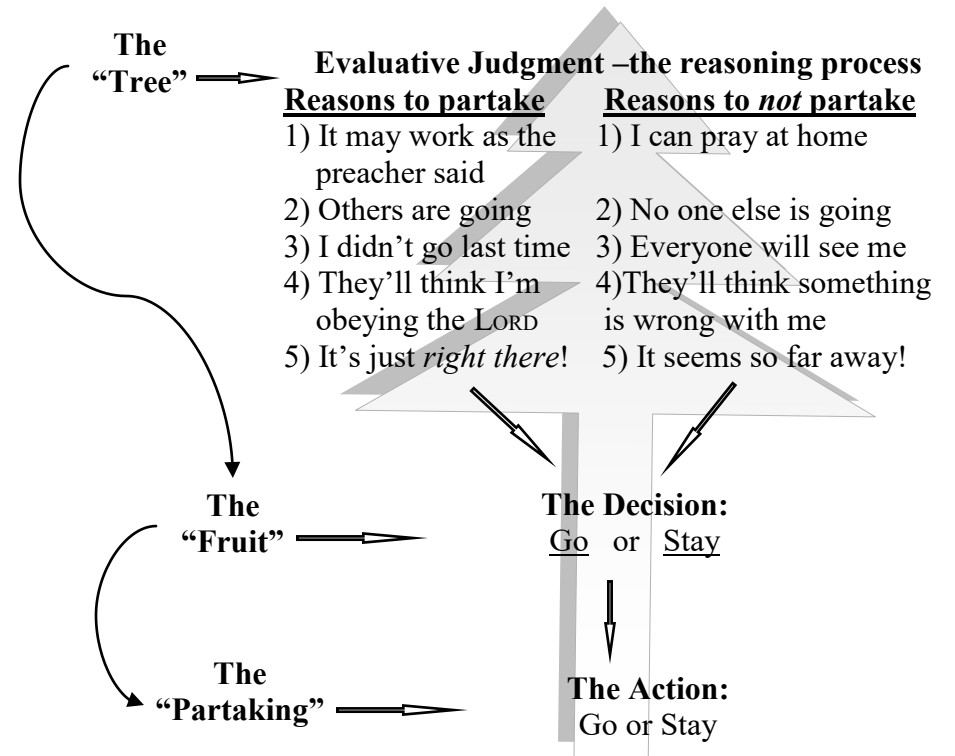 The
“Tree”
Evaluative Judgment –the reasoning process
Reasons to partake
Reasons to not partake
1) It may work as the
preacher said
2) Others are going
3) I didn’t go last time
4) They’ll think I’m
obeying the LORD
5) It’s just right there!
1) I can pray at home
2) No one else is going
3) Everyone will see me
4)They’ll think something
is wrong with me
5) It seems so far away!
The
“Fruit”
The Decision:
Go or Stay
The
“Partaking”
The Action:
Go or Stay